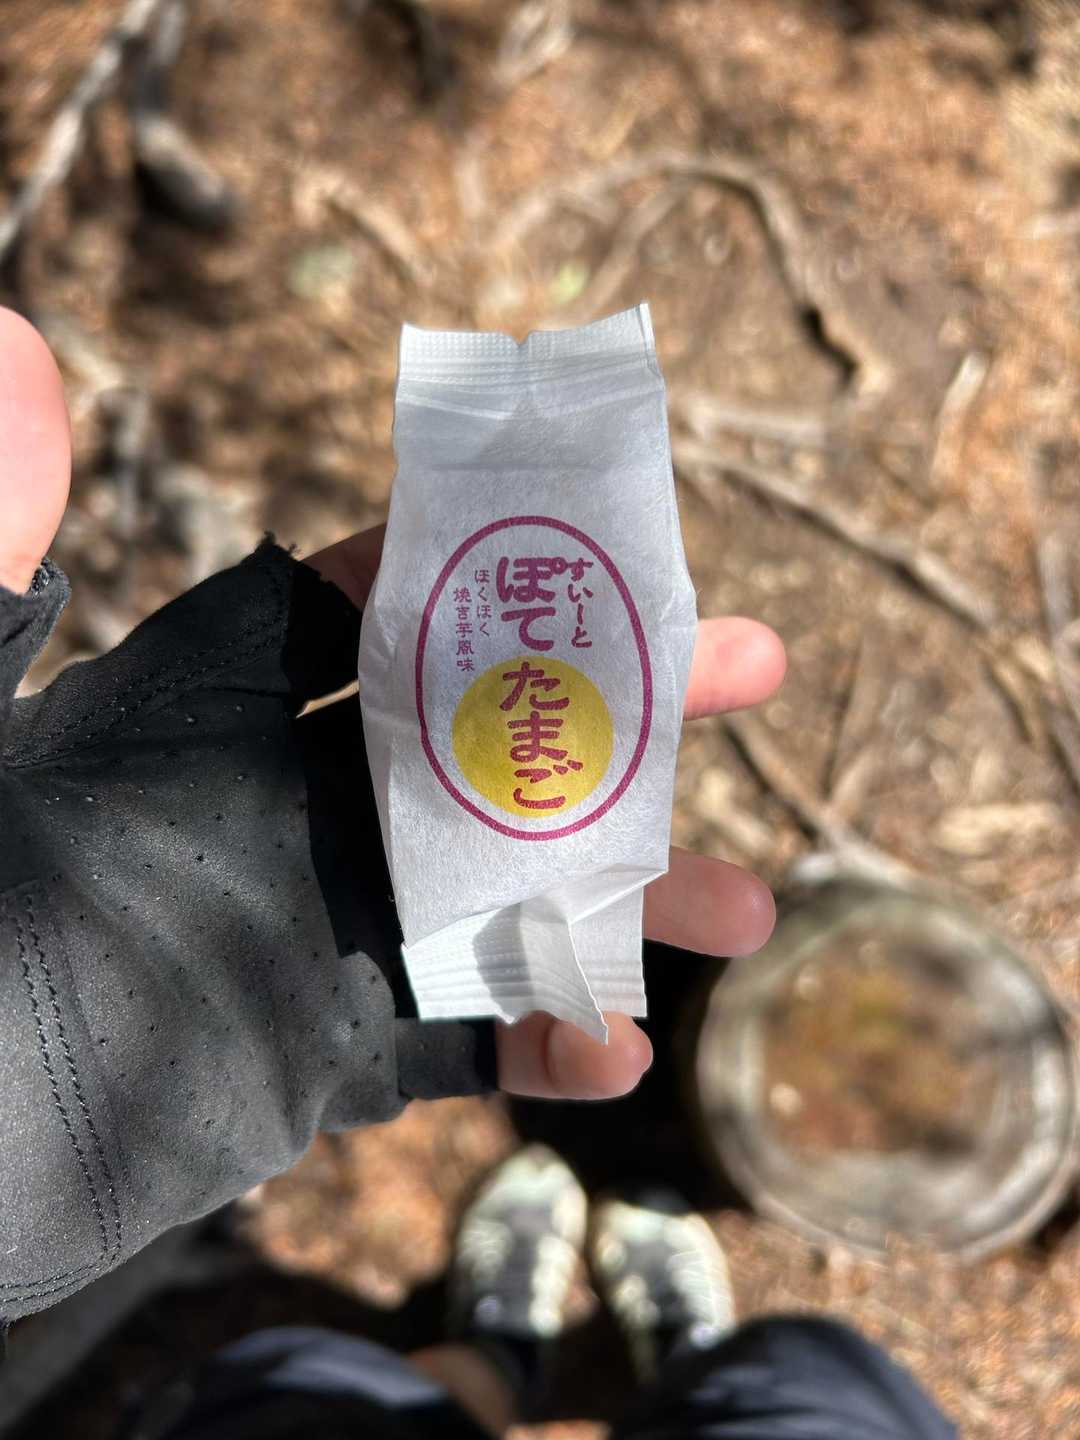 すいーと
ぽてたまご
ほくほく
焼き芋風味